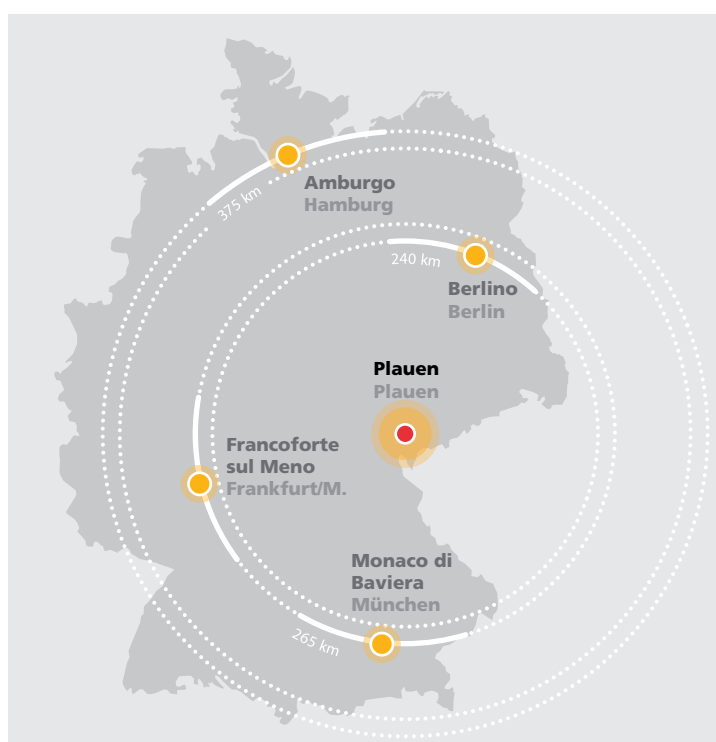 Amburgo
Hamburg
375 km
240 km
Berlino
Berlin
Plauen
Plauen
Francoforte
sul Meno
Frankfurt/M.
Monaco di
Baviera
München
265 km